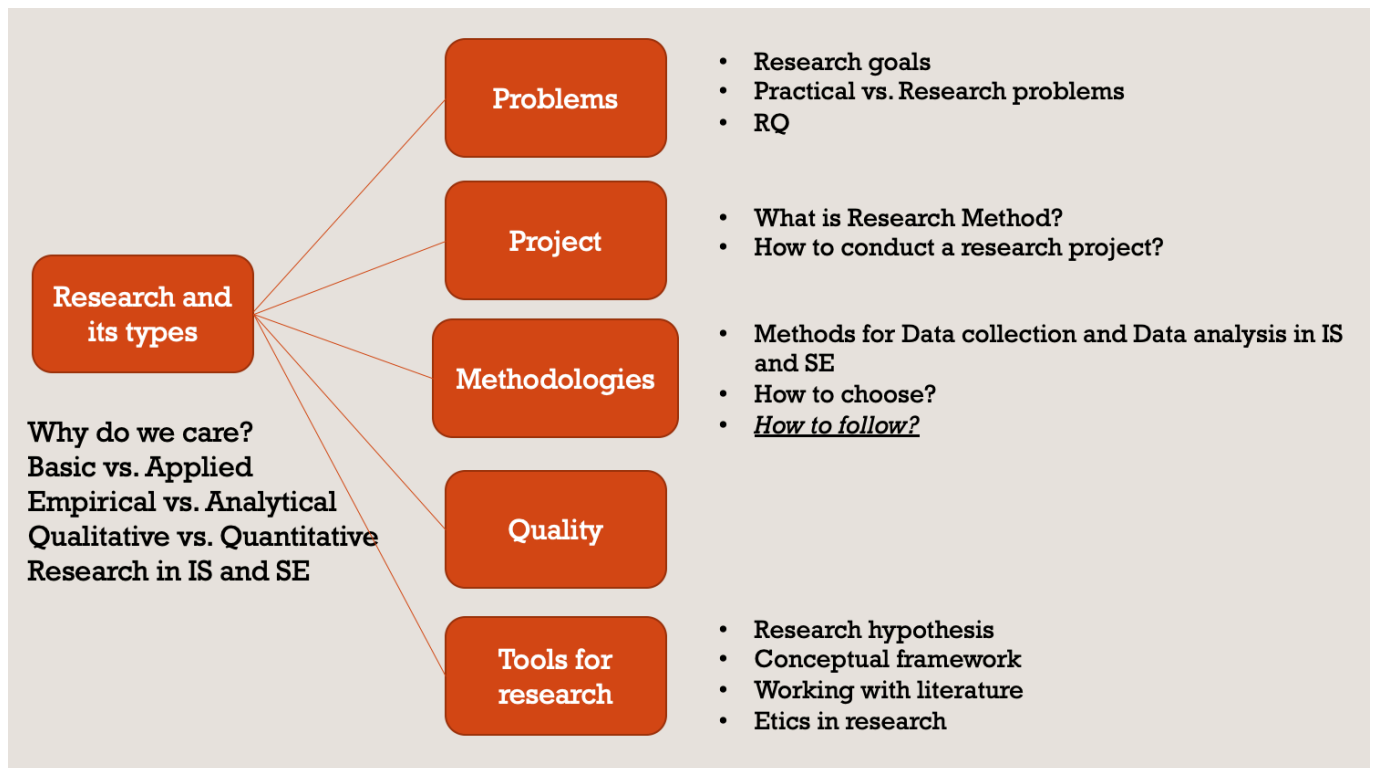 Research and
its types
Why do we care?
Basic vs. Applied
Empirical vs. Analytical
Qualitative vs. Quantitative
Research in IS and SE
Problems
• Research goals
• Practical vs. Research problems
• RQ
Project
• What is Research Method?
• How to conduct a research project?
Methodologies
• Methods for Data collection and Data analysis in IS
and SE
• How to choose?
• How to follow?
Quality
Tools for
research
• Research hypothesis
• Conceptual framework
• Working with literature
• Etics in research